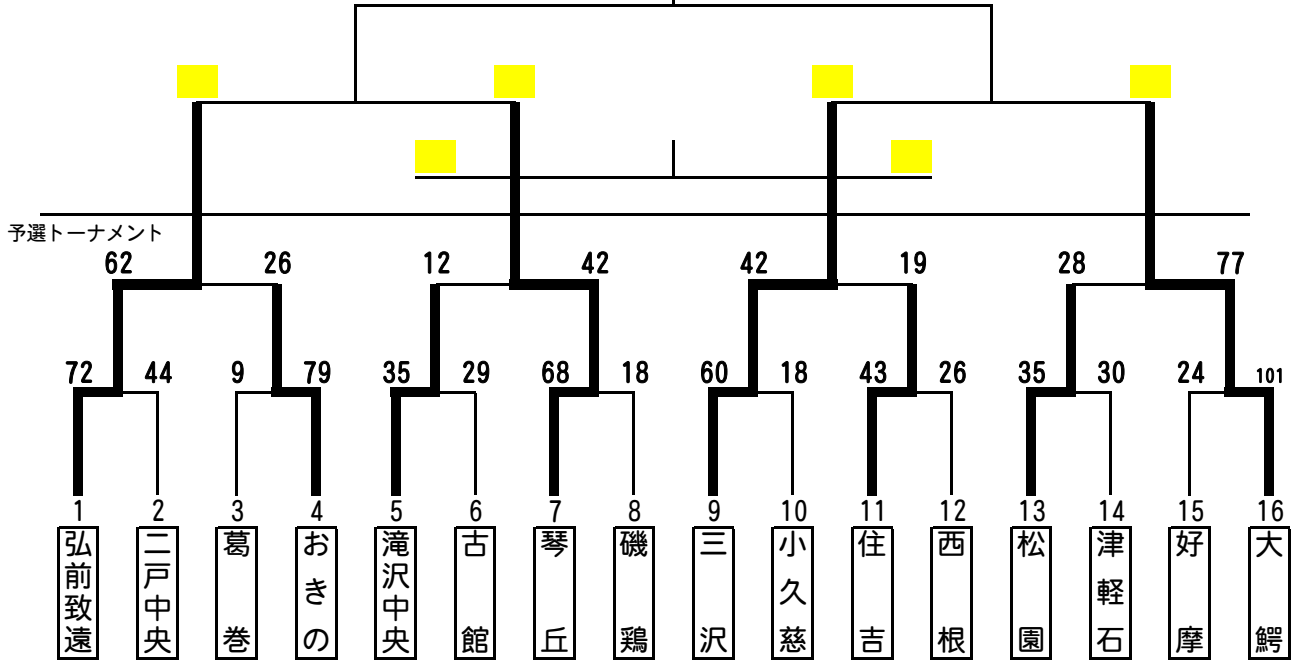 予選トーナメント
62 26 12 42 42 19 28 77
72 44 9 79 35 29 68 18 60 18 43 26 35 30 24 101
1 2 3 4 5 6 7 8 9 10 11 12 13 14 15 16
弘前致遠
二戸中央
葛巻
おきの
滝沢中央
古館
琴丘
磯鶏
三沢
小久慈
住吉
西根
松園
津軽石
好摩
大鰐